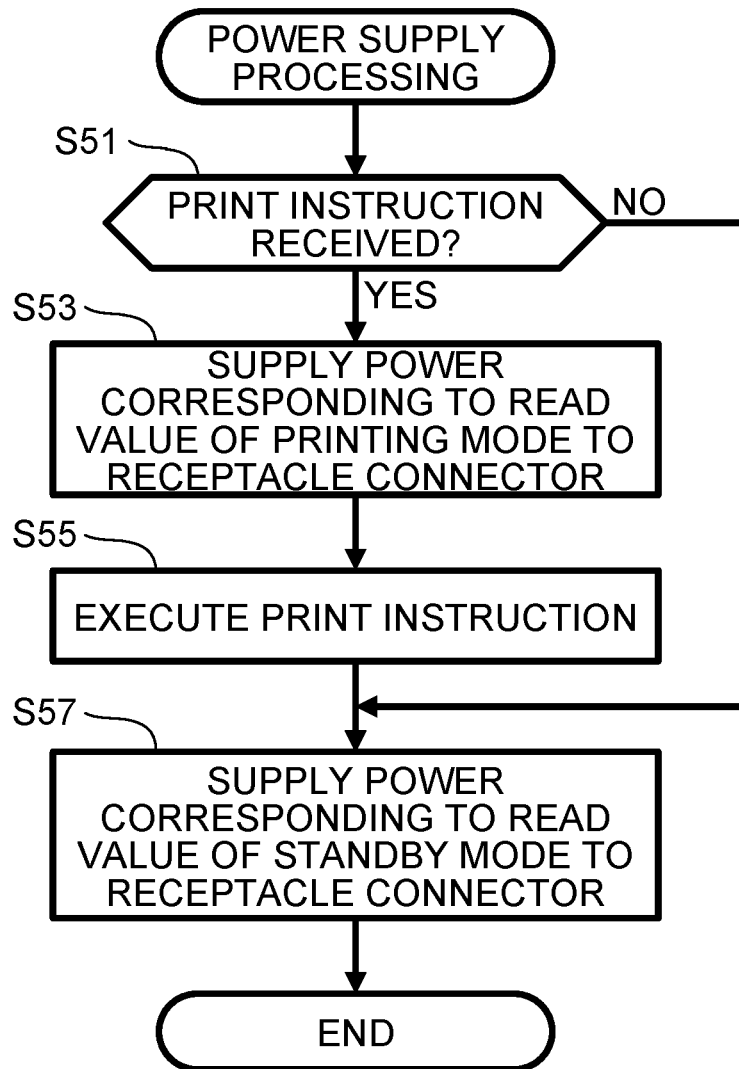 POWER SUPPLY
PROCESSING
S51
PRINT INSTRUCTION
RECEIVED?
NO
YES
S53
SUPPLY POWER
CORRESPONDING TO READ
VALUE OF PRINTING MODE TO
RECEPTACLE CONNECTOR
S55
EXECUTE PRINT INSTRUCTION
S57
SUPPLY POWER
CORRESPONDING TO READ
VALUE OF STANDBY MODE TO
RECEPTACLE CONNECTOR
END